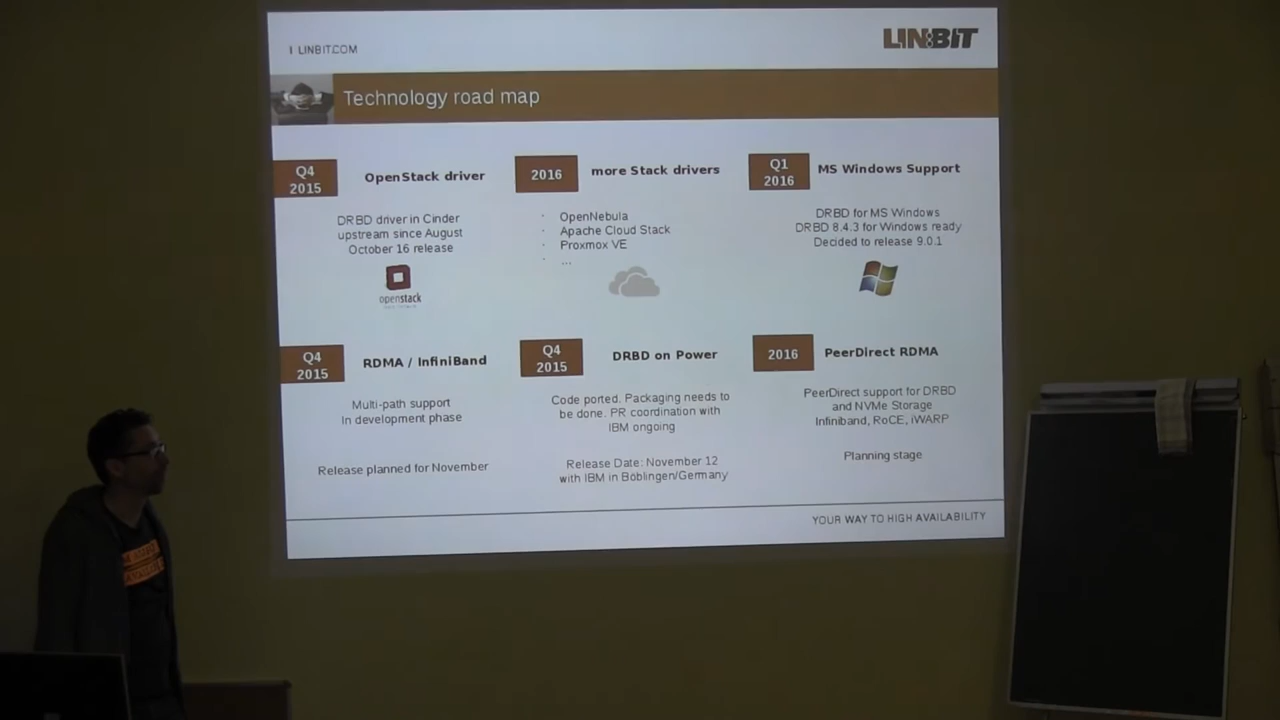 LINBIT.COM
LINBIT
Technology road map
Q4
2015
OpenStack driver
DRBD driver in Cinder
upstream since August
October 16 release
openstack
2016
more Stack drivers
· OpenNebula
· Apache Cloud Stack
· Proxmox VE
· ...
Q1
2016
MS Windows Support
DRBD for MS Windows
DRBD 8.4.3 for Windows ready
Decided to release 9.0.1
Q4
2015
RDMA / InfiniBand
Multi-path support
In development phase
Release planned for November
Q4
2015
DRBD on Power
Code ported. Packaging needs to
be done. PR coordination with
IBM ongoing
Release Date: November 12
with IBM in Böblingen/Germany
2016
PeerDirect RDMA
PeerDirect support for DRBD
and NVMe Storage
Infiniband, RoCE, iWARP
Planning stage
YOUR WAY TO HIGH AVAILABILITY